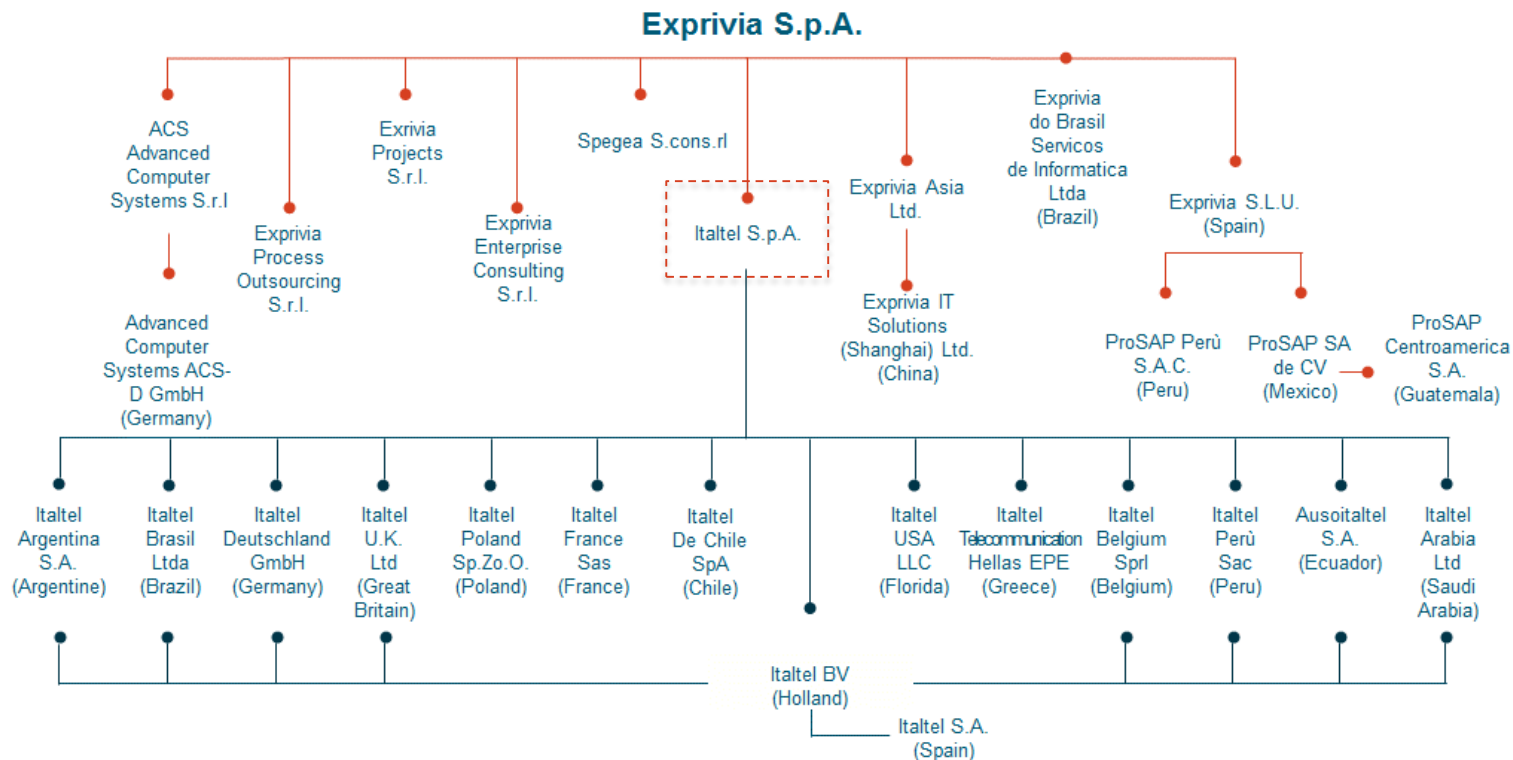 Exprivia S.p.A.
ACS
Advanced
Computer
Systems S.r.l
Exprivia
Process
Outsourcing
S.r.l.
Exrivia
Projects
S.r.l.
Exprivia
Enterprise
Consulting
S.r.l.
Spegea S.cons.rl
Italtel S.p.A.
Exprivia Asia
Ltd.
Exprivia
do Brasil
Servicos
de Informatica
Ltda
(Brazil)
Exprivia S.L.U.
(Spain)
Advanced
Computer
Systems ACS-
D GmbH
(Germany)
Exprivia IT
Solutions
(Shanghai) Ltd.
(China)
ProSAP Perù
S.A.C.
(Peru)
ProSAP SA
de CV
(Mexico)
ProSAP
Centroamerica
S.A.
(Guatemala)
Italtel
Argentina
S.A.
(Argentine)
Italtel
Brasil
Ltda
(Brazil)
Italtel
Deutschland
GmbH
(Germany)
Italtel
U.K.
Ltd
(Great
Britain)
Italtel
Poland
Sp.Zo.O.
(Poland)
Italtel
France
Sas
(France)
Italtel
De Chile
SpA
(Chile)
Italtel
USA
LLC
(Florida)
Italtel
Telecommunication
Hellas EPE
(Greece)
Italtel
Belgium
Sprl
(Belgium)
Italtel
Perù
Sac
(Peru)
Ausoitaltel
S.A.
(Ecuador)
Italtel
Arabia
Ltd
(Saudi
Arabia)
Italtel BV
(Holland)
Italtel S.A.
(Spain)